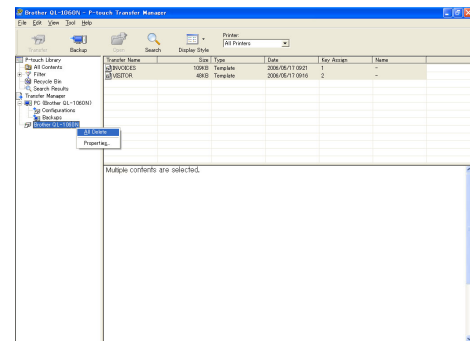 Brother QL-1060N - P-touch Transfer Manager
File Edit View Tool Help
Transfer Backup Open Search Display Style Printer: All Printers
P-touch Library
All Contents
Filter
Recycle Bin
Search Results
Transfer Manager
PC (Brother QL-1060N)
Configurations
Backups
Brother QL-1060N
All Delete
Properties...
Transfer Name Size Type Date Key Assign Name
INVOICES 109KB Template 2006/05/17 09:21 1 -
VISITOR 48KB Template 2006/05/17 09:16 2 -
Multiple contents are selected.